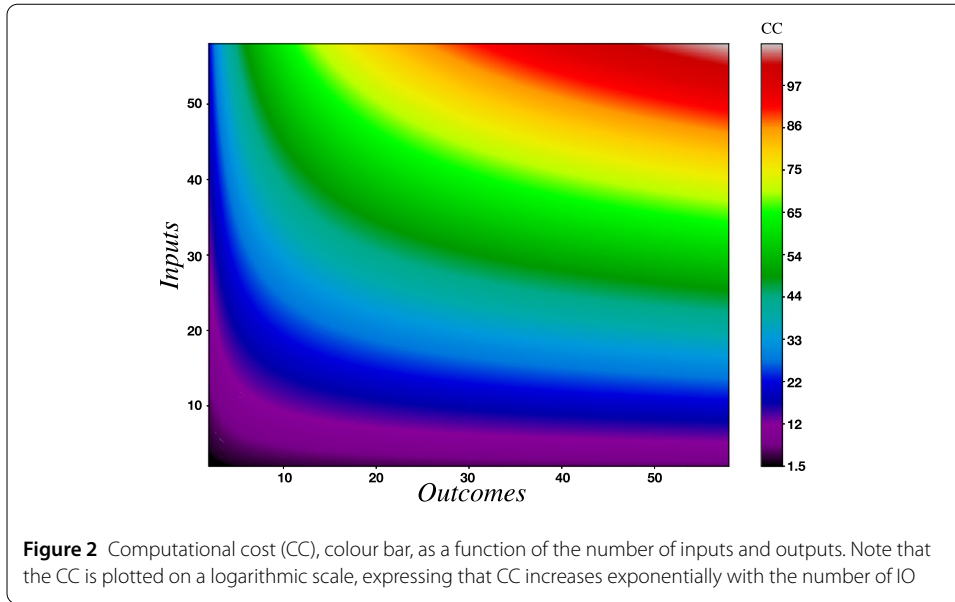 CC
50
40
30
20
10
Inputs
10 20 30 40 50
Outcomes
97
86
75
65
54
44
33
22
12
1.5
Figure 2 Computational cost (CC), colour bar, as a function of the number of inputs and outputs. Note that
the CC is plotted on a logarithmic scale, expressing that CC increases exponentially with the number of IO